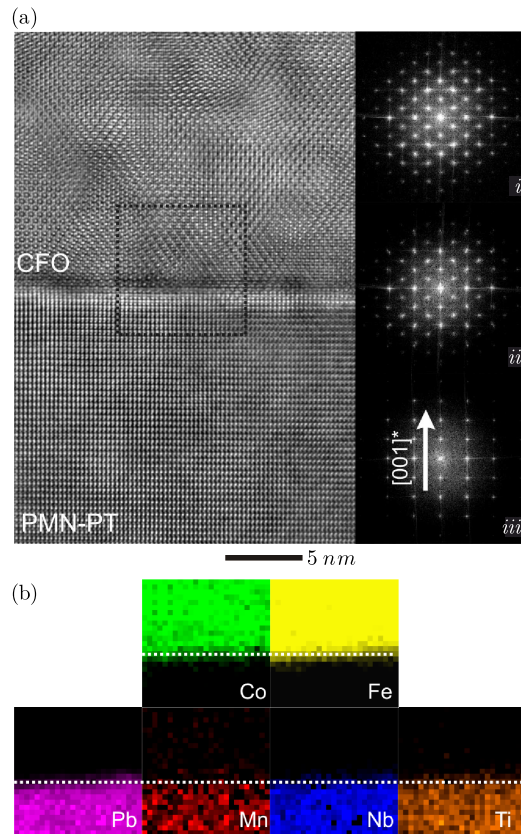 (a)
CFO
PMN-PT
i
ii
iii
[001]*
5 nm
(b)
Co
Fe
Pb
Mn
Nb
Ti